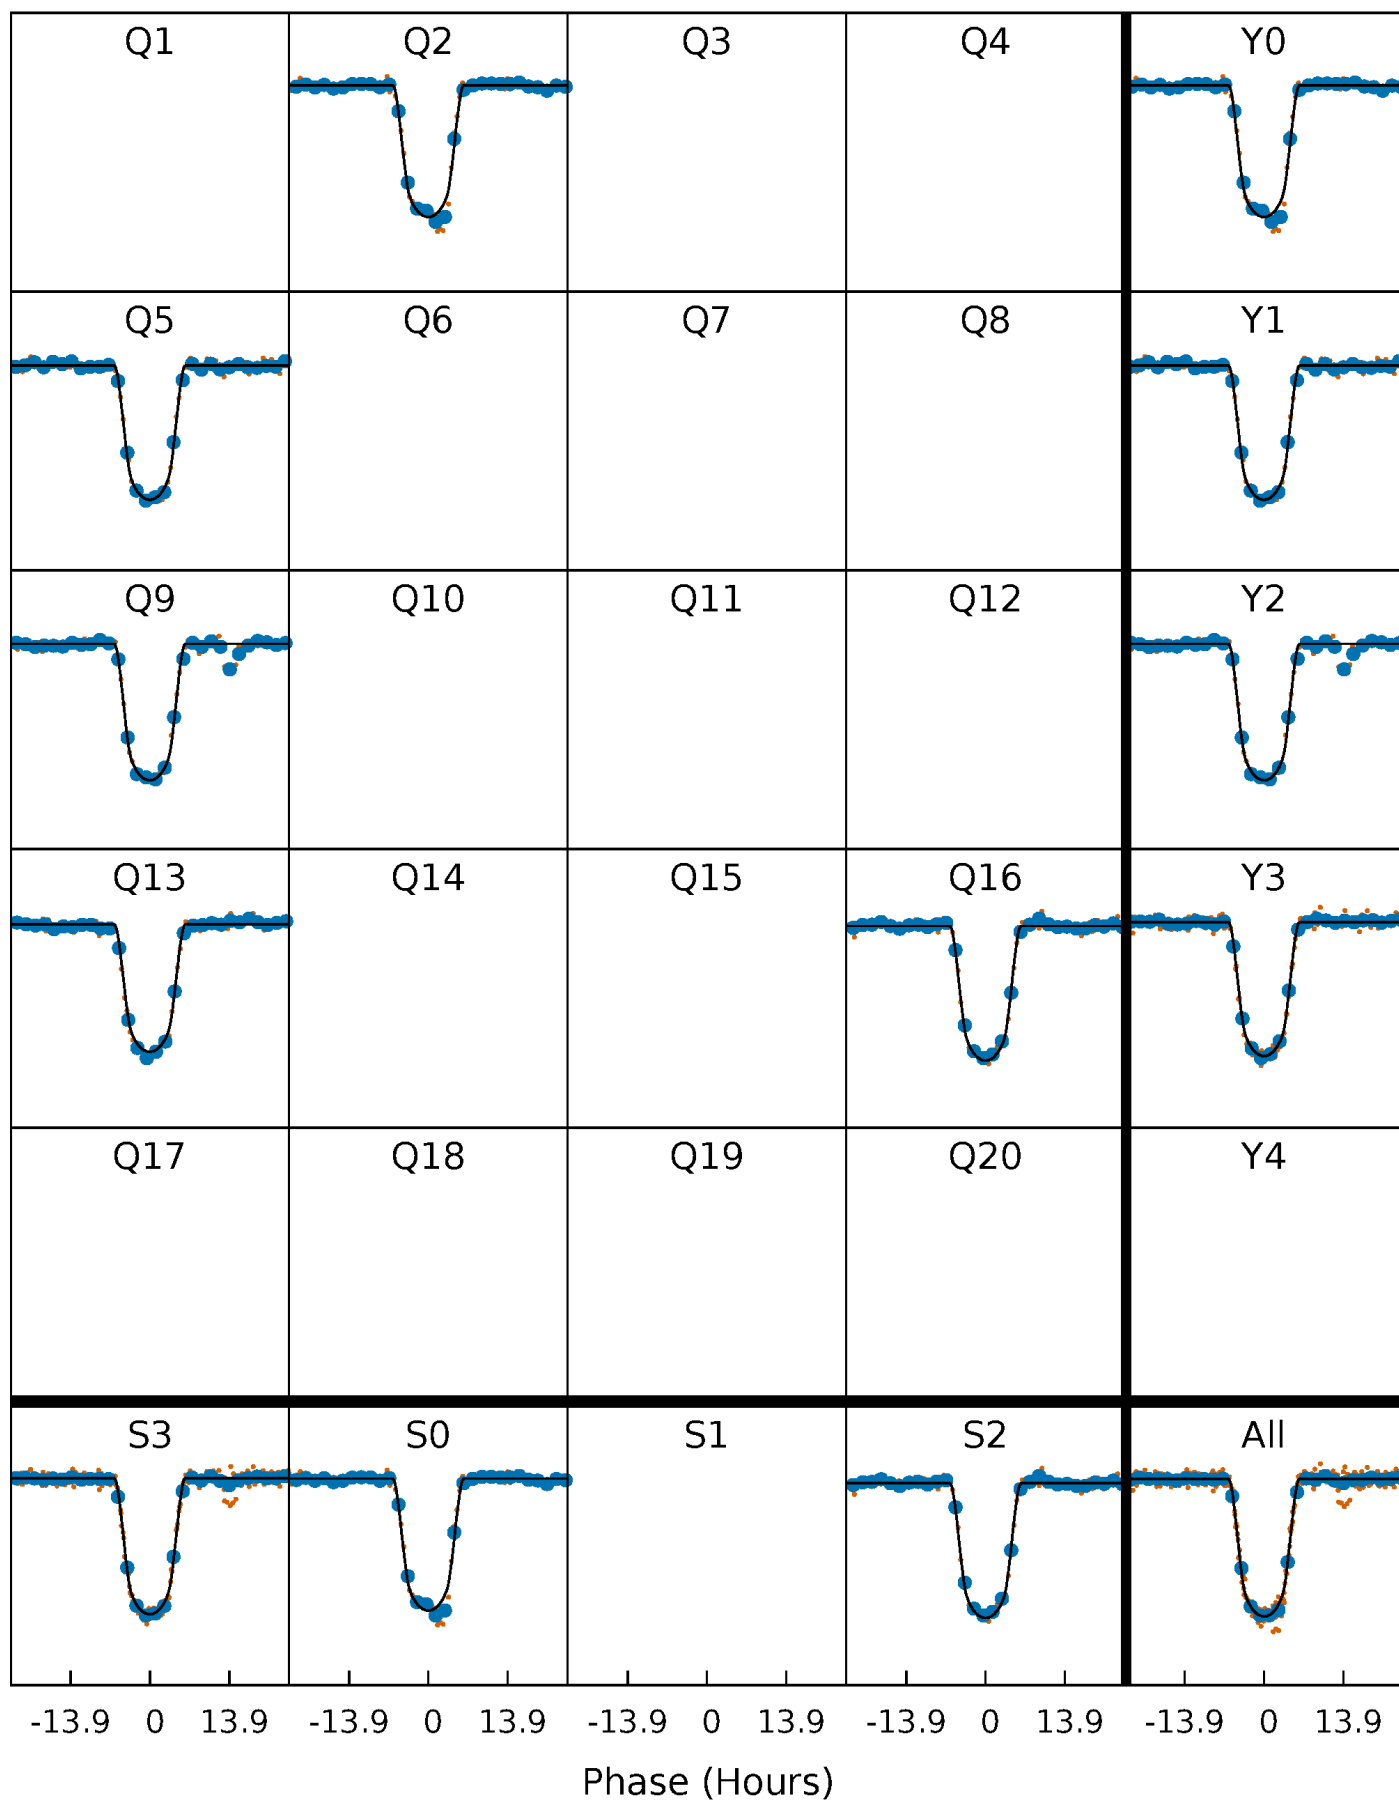 Q1 Q2 Q3 Q4 Y0
Q5 Q6 Q7 Q8 Y1
Q9 Q10 Q11 Q12 Y2
Q13 Q14 Q15 Q16 Y3
Q17 Q18 Q19 Q20 Y4
S3 S0 S1 S2 All
-13.9 0 13.9 -13.9 0 13.9 -13.9 0 13.9 -13.9 0 13.9 -13.9 0 13.9
Phase (Hours)